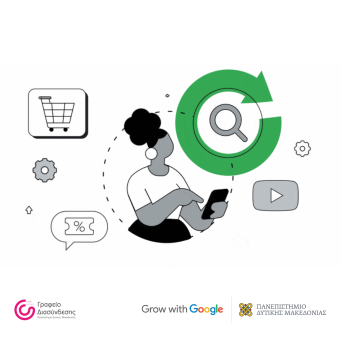 %
Γραφείο
Διασύνδεσης
Grow with Google
ΠΑΝΕΠΙΣΤΗΜΙΟ
ΔΥΤΙΚΗΣ ΜΑΚΕΔΟΝΙΑΣ